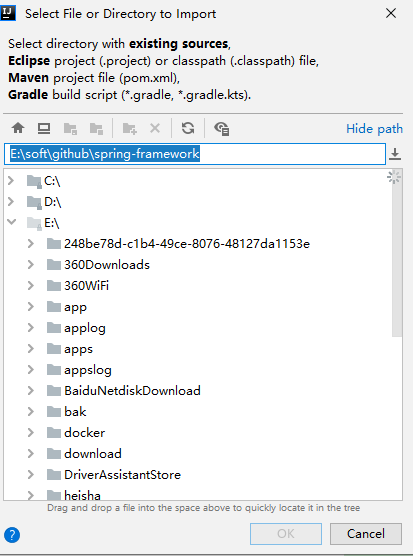 Select File or Directory to Import
Select directory with existing sources,
Eclipse project (.project) or classpath (.classpath) file,
Maven project file (pom.xml),
Gradle build script (*.gradle, *.gradle.kts).
Hide path
E:\soft\github\spring-framework
C:\
D:\
E:\
248be78d-c1b4-49ce-8076-48127da1153e
360Downloads
360WiFi
app
applog
apps
appslog
BaiduNetdiskDownload
bak
docker
download
DriverAssistantStore
heisha
Drag and drop a file into the space above to quickly locate it in the tree
?
OK
Cancel